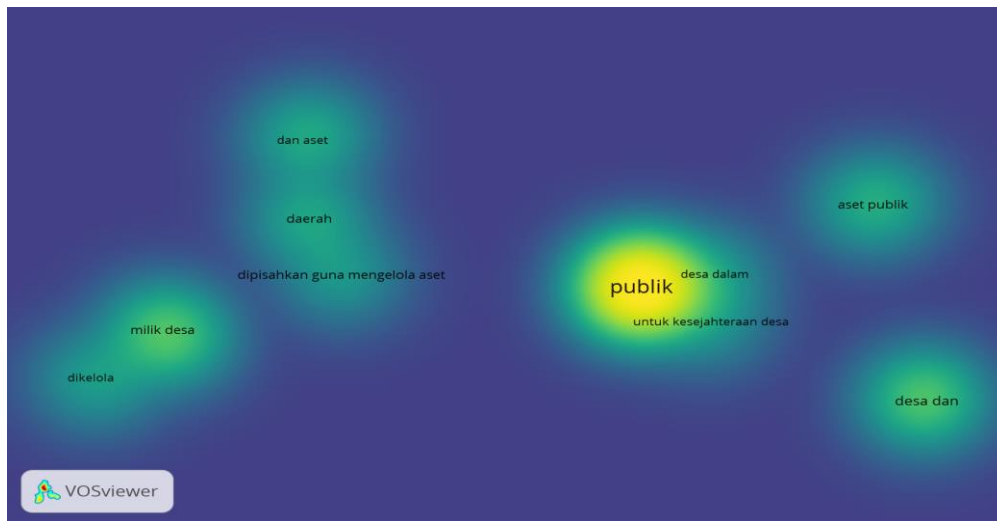 dan aset
aset publik
daerah
dipisahkan guna mengelola aset
desa dalam
publik
untuk kesejahteraan desa
milik desa
dikelola
desa dan
VOSviewer